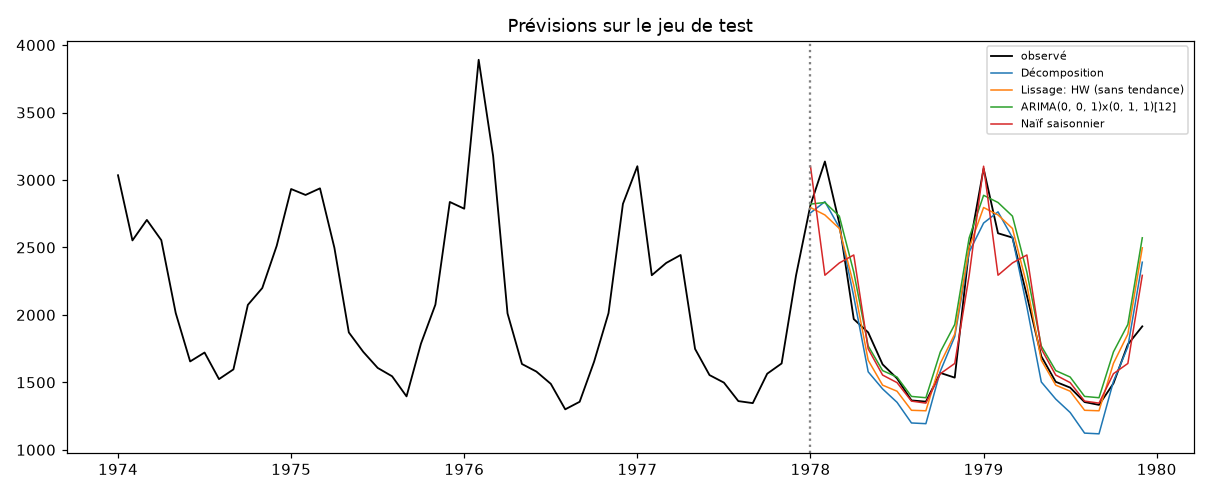 Prévisions sur le jeu de test
4000
3500
3000
2500
2000
1500
1000
observé
Décomposition
Lissage: HW (sans tendance)
ARIMA(0, 0, 1)x(0, 1, 1)[12]
Naïf saisonnier
1974
1975
1976
1977
1978
1979
1980